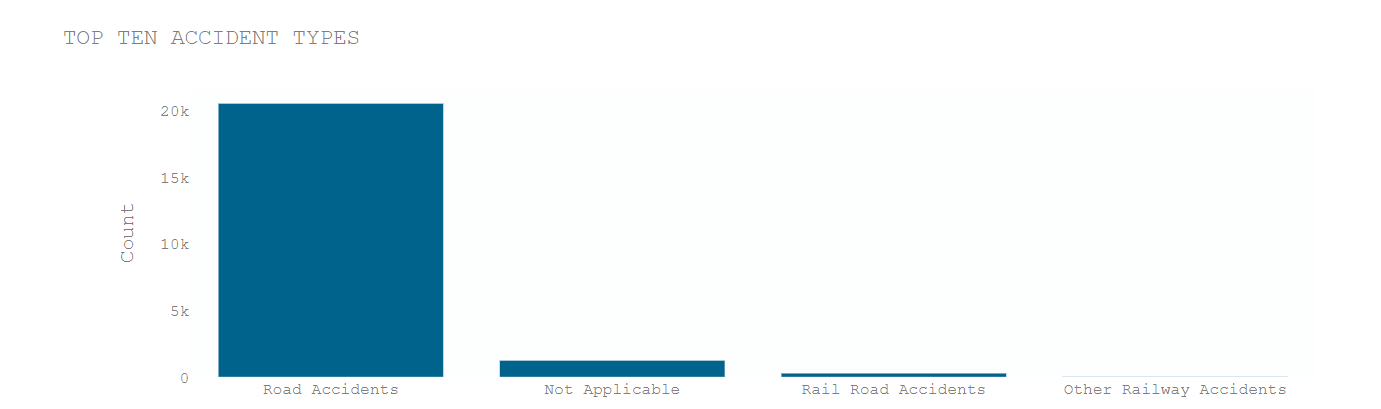 TOP TEN ACCIDENT TYPES
20k
15k
10k
5k
0
Count
Road Accidents
Not Applicable
Rail Road Accidents
Other Railway Accidents